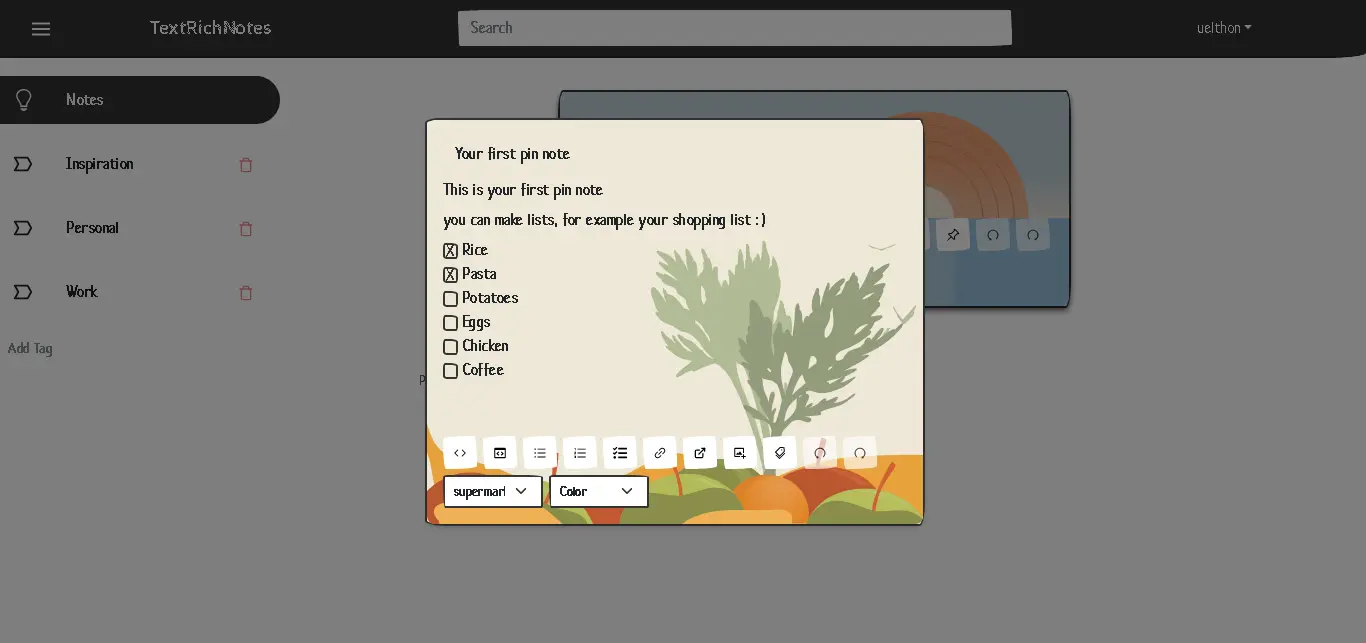 TextRichNotes
Search
uelthon
Notes
Inspiration
Personal
Work
Add Tag
Your first pin note
This is your first pin note
you can make lists, for example your shopping list :)
Rice
Pasta
Potatoes
Eggs
Chicken
Coffee
Color